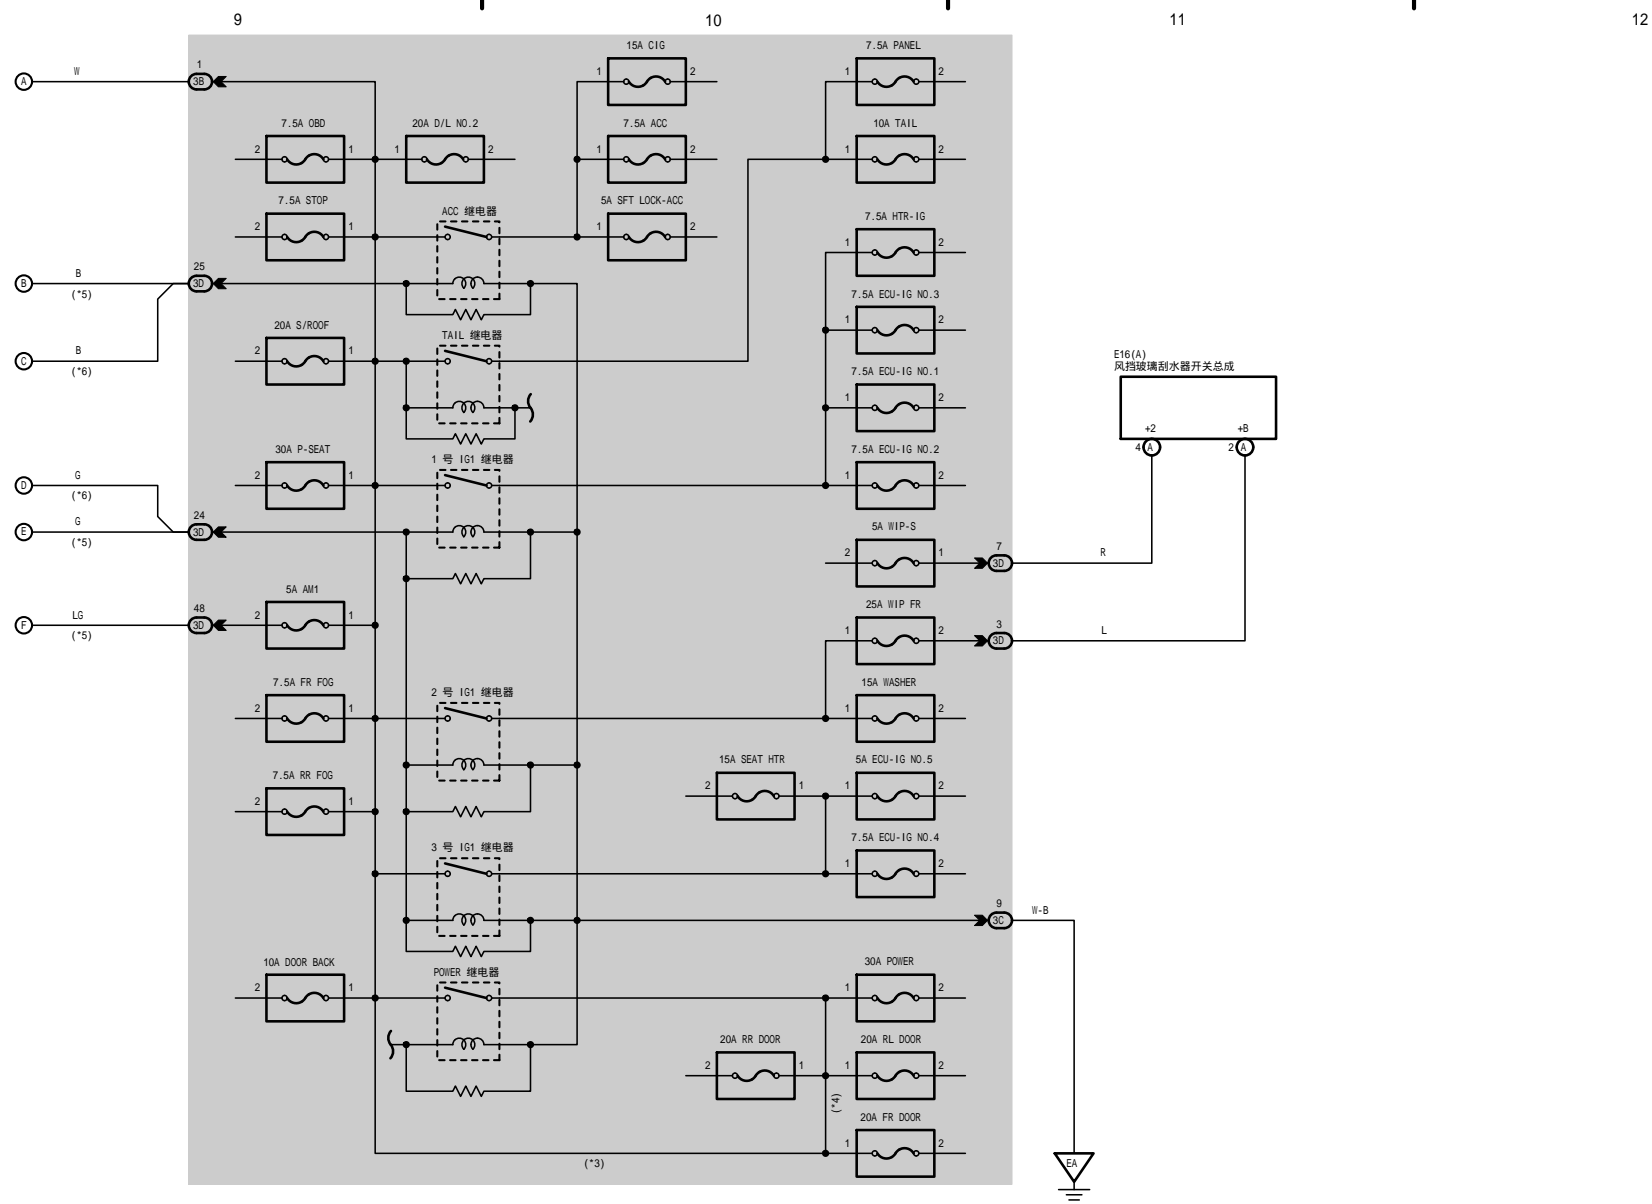 9 10 11 12
15A CIG 7.5A PANEL
A W 1 3B 1 2 1 2
7.5A OBD 20A D/L NO.2 7.5A ACC 10A TAIL
2 1 1 2 1 2 1 2
7.5A STOP ACC 继电器 5A SFT LOCK-ACC 7.5A HTR-IG
2 1 1 2 1 2
B B 25 3D
(*5)
7.5A ECU-IG NO.3
20A S/ROOF TAIL 继电器 1 2
C B 2 1
(*6)
E16(A)
风挡玻璃刮水器开关总成
7.5A ECU-IG NO.1
1 2
+2 +B
4 A 2 A
30A P-SEAT 1 号 IG1 继电器 7.5A ECU-IG NO.2
D G 2 1 1 2
(*6)
E G 24 3D
(*5)
5A WIP-S
2 1 7 3D R
5A AM1 25A WIP FR
F LG 48 3D 2 1
(*5)
1 2 3 3D L
7.5A FR FOG 2 号 IG1 继电器 15A WASHER
2 1 1 2
7.5A RR FOG 15A SEAT HTR 5A ECU-IG NO.5
2 1 2 1 1 2
3 号 IG1 继电器 7.5A ECU-IG NO.4
1 2
9 3C W-B
10A DOOR BACK POWER 继电器 30A POWER
2 1 1 2
20A RR DOOR 20A RL DOOR
2 1 1 2
(*4)
20A FR DOOR
1 2
(*3)
EA